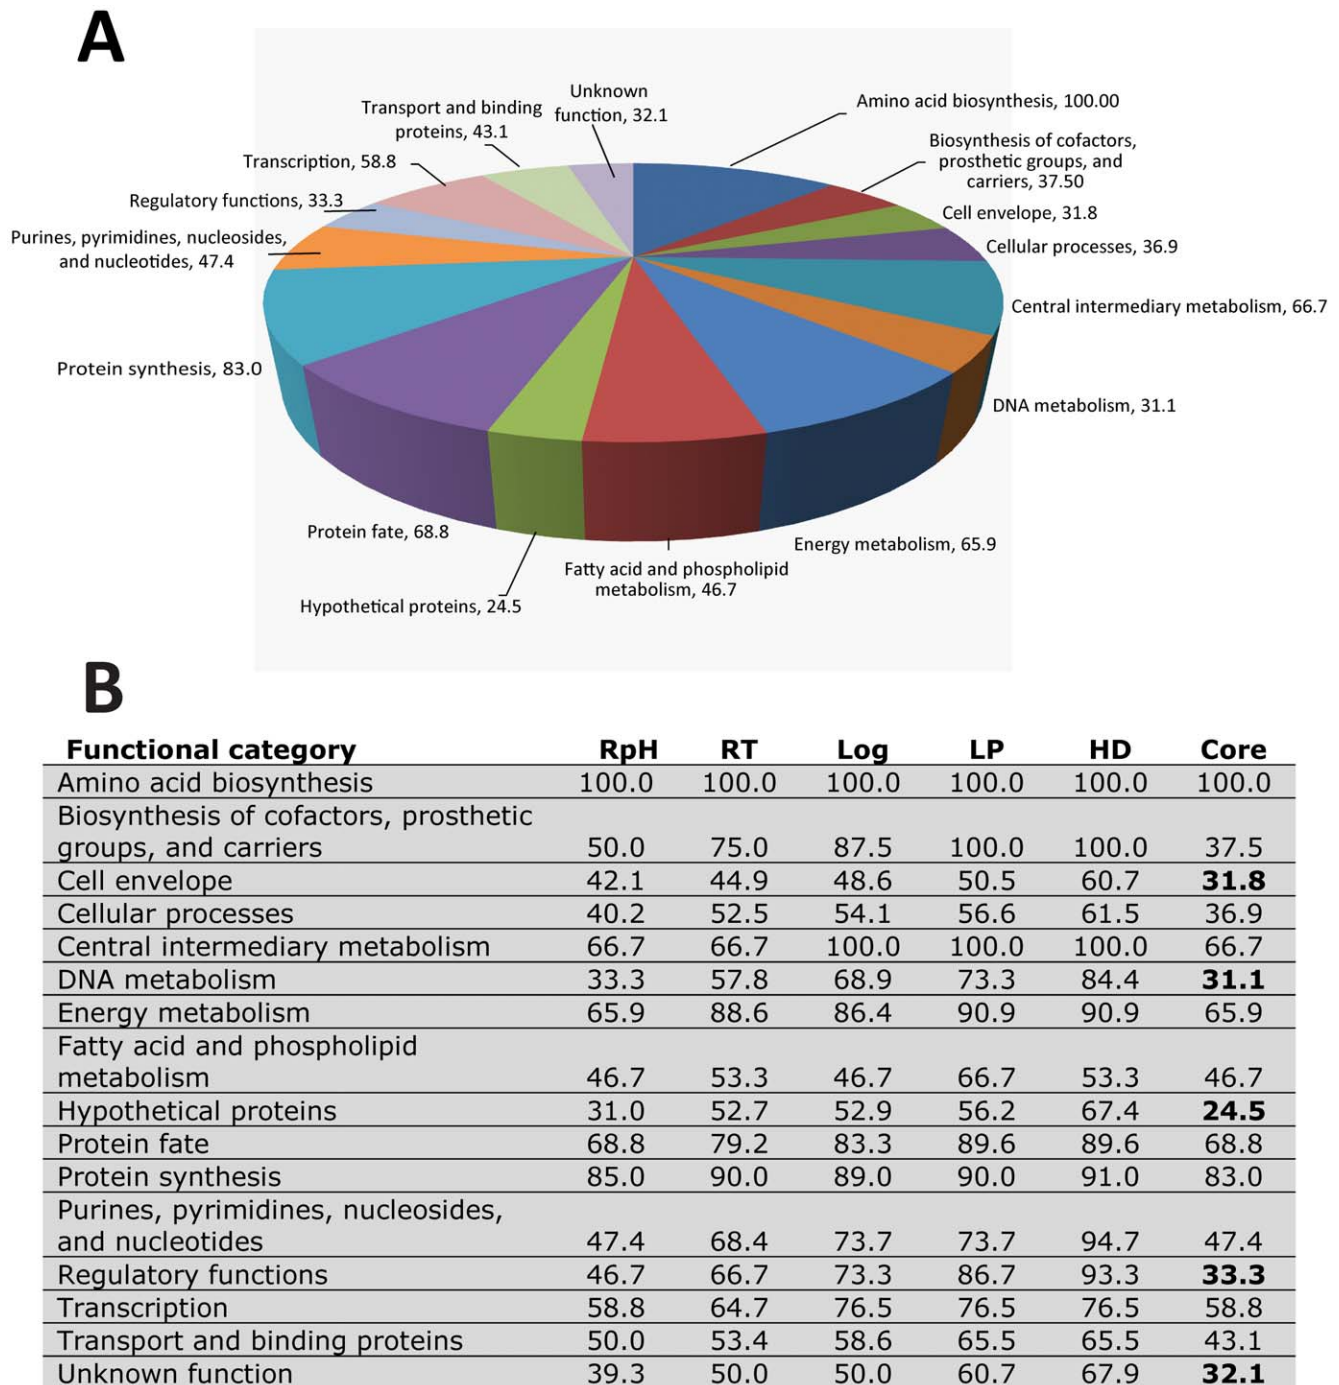 A
Unknown
function, 32.1
Transport and binding
proteins, 43.1
Transcription, 58.8
Regulatory functions, 33.3
Purines, pyrimidines, nucleosides,
and nucleotides, 47.4
Protein synthesis, 83.0
Protein fate, 68.8
Hypothetical proteins, 24.5
Fatty acid and phospholipid
metabolism, 46.7
Energy metabolism, 65.9
DNA metabolism, 31.1
Central intermediary metabolism, 66.7
Cellular processes, 36.9
Cell envelope, 31.8
Biosynthesis of cofactors,
prosthetic groups, and
carriers, 37.50
Amino acid biosynthesis, 100.00
B
Functional category RpH RT Log LP HD Core
Amino acid biosynthesis 100.0 100.0 100.0 100.0 100.0 100.0
Biosynthesis of cofactors, prosthetic
groups, and carriers 50.0 75.0 87.5 100.0 100.0 37.5
Cell envelope 42.1 44.9 48.6 50.5 60.7 31.8
Cellular processes 40.2 52.5 54.1 56.6 61.5 36.9
Central intermediary metabolism 66.7 66.7 100.0 100.0 100.0 66.7
DNA metabolism 33.3 57.8 68.9 73.3 84.4 31.1
Energy metabolism 65.9 88.6 86.4 90.9 90.9 65.9
Fatty acid and phospholipid
metabolism 46.7 53.3 46.7 66.7 53.3 46.7
Hypothetical proteins 31.0 52.7 52.9 56.2 67.4 24.5
Protein fate 68.8 79.2 83.3 89.6 89.6 68.8
Protein synthesis 85.0 90.0 89.0 90.0 91.0 83.0
Purines, pyrimidines, nucleosides,
and nucleotides 47.4 68.4 73.7 73.7 94.7 47.4
Regulatory functions 46.7 66.7 73.3 86.7 93.3 33.3
Transcription 58.8 64.7 76.5 76.5 76.5 58.8
Transport and binding proteins 50.0 53.4 58.6 65.5 65.5 43.1
Unknown function 39.3 50.0 50.0 60.7 67.9 32.1